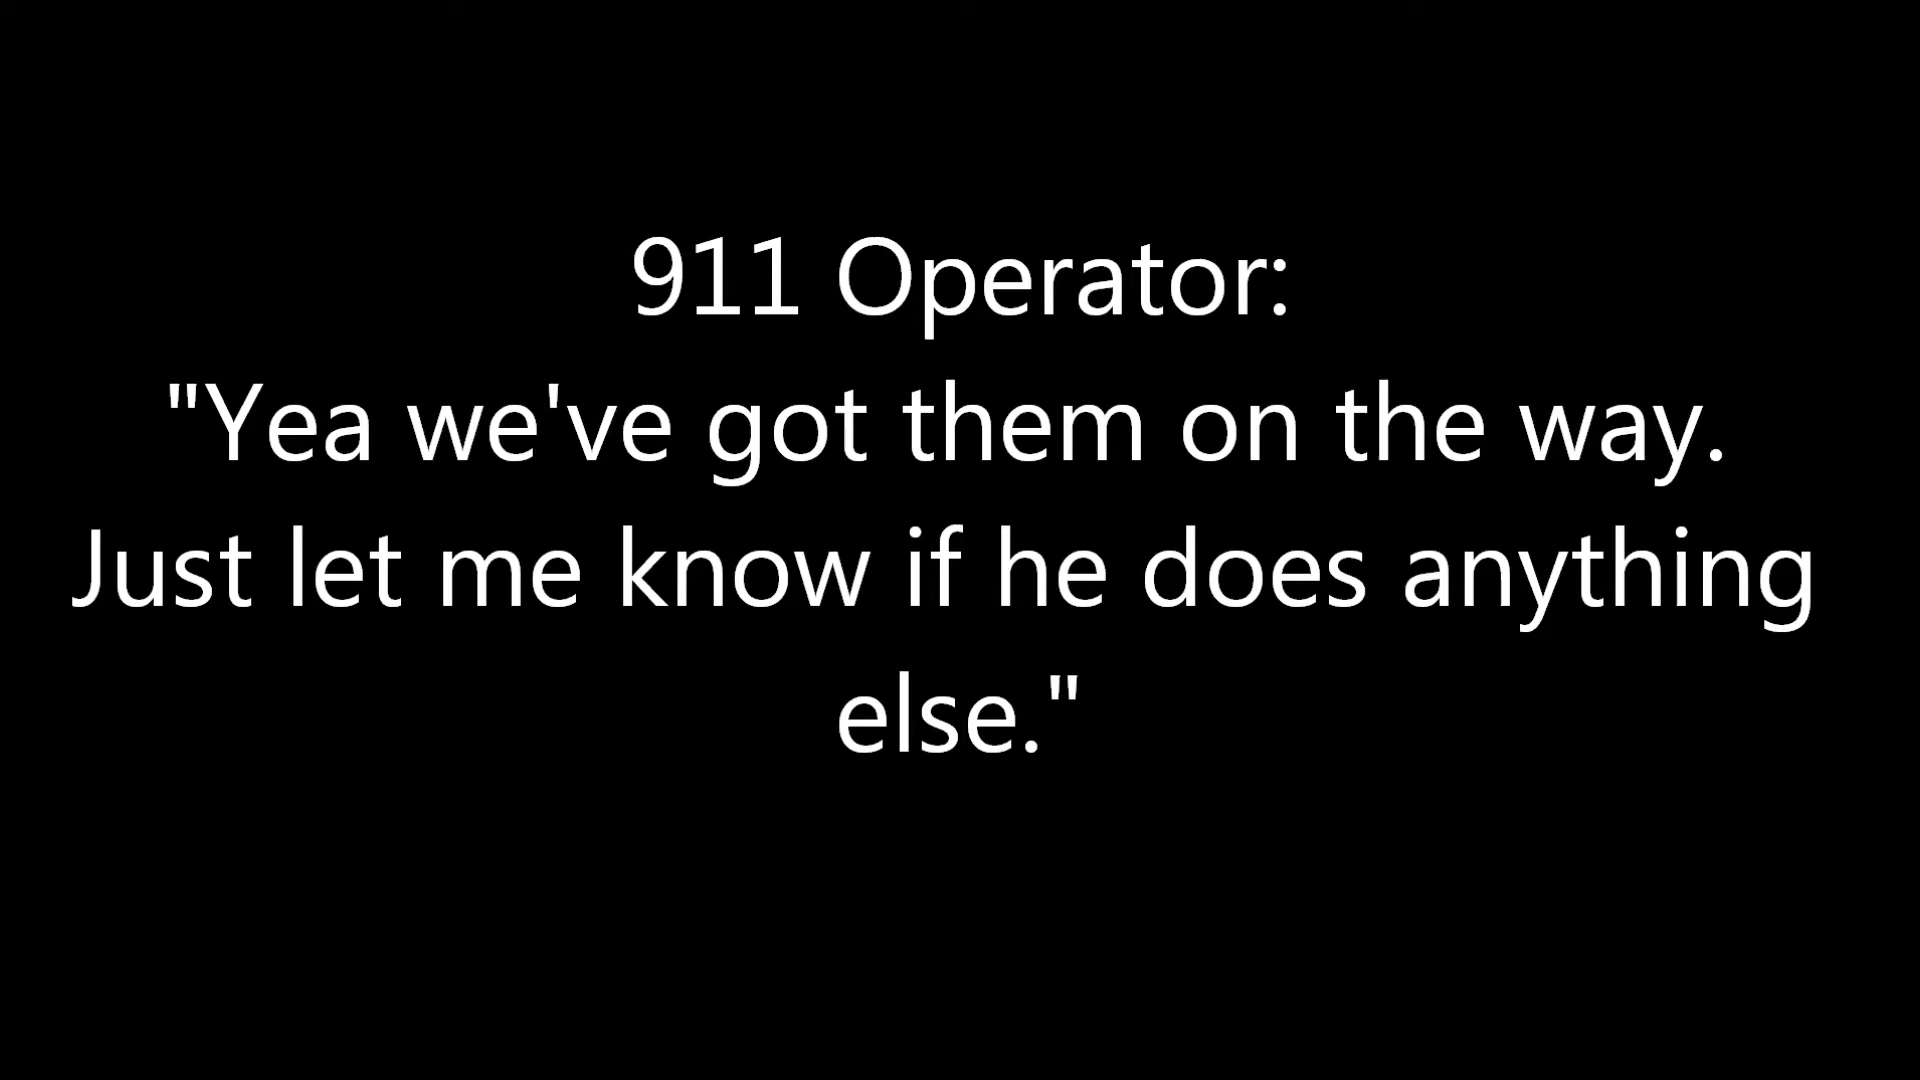 911 Operator:
"Yea we've got them on the way.
Just let me know if he does anything
else."